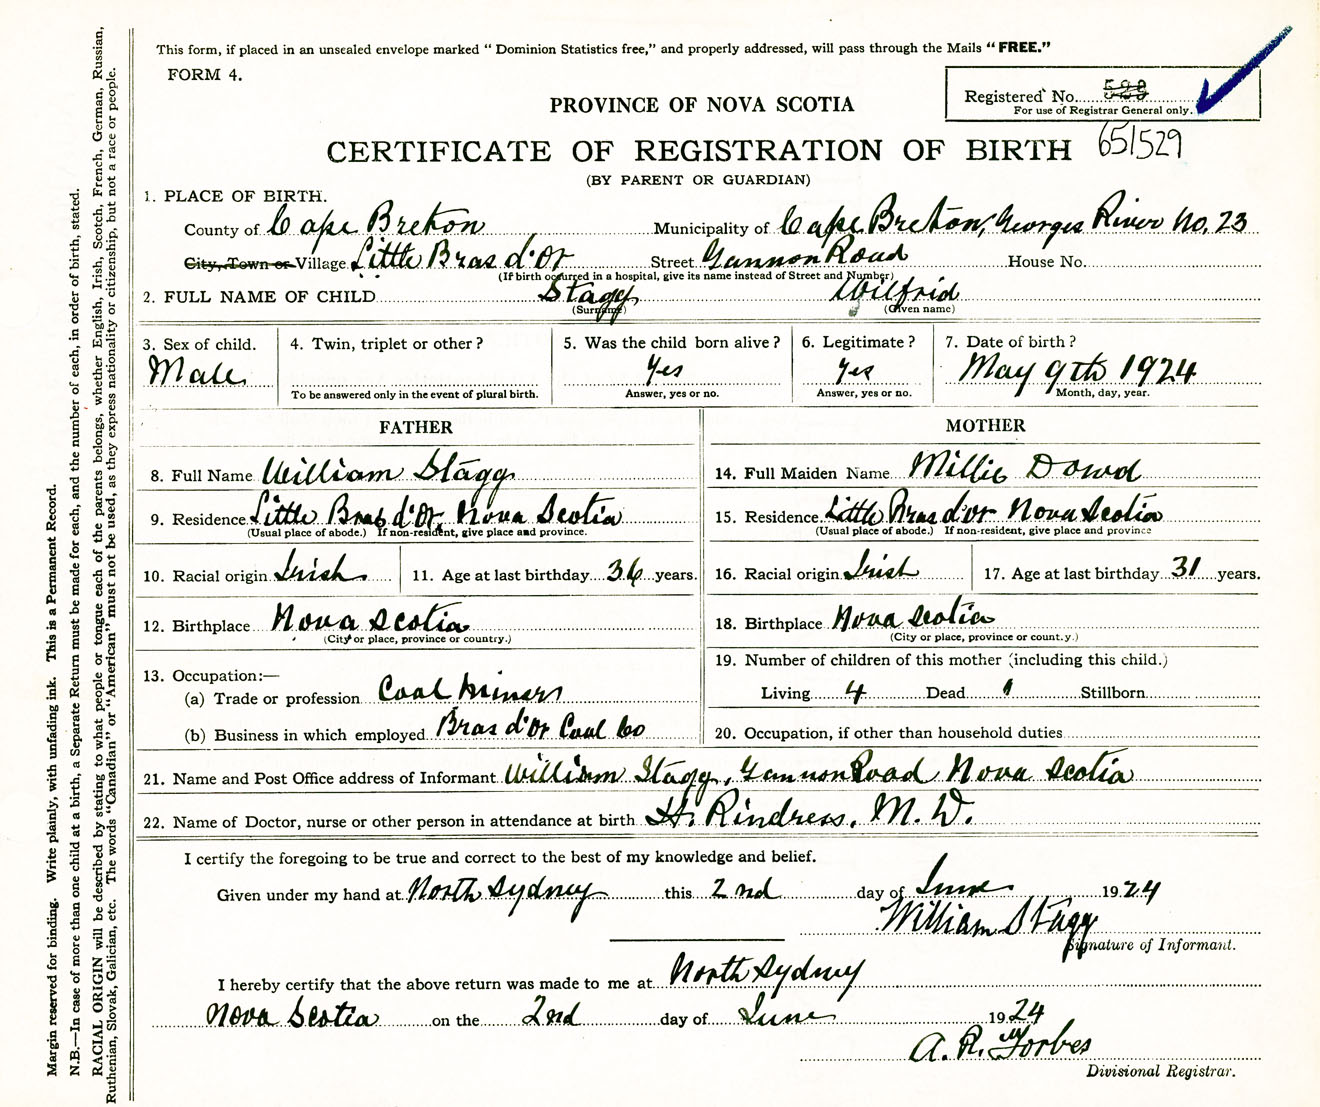 This form, if placed in an unsealed envelope marked "Dominion Statistics free," and properly addressed, will pass through the Mails "FREE."
FORM 4.
Registered No. 528
For use of Registrar General only.
PROVINCE OF NOVA SCOTIA
CERTIFICATE OF REGISTRATION OF BIRTH 651529
(BY PARENT OR GUARDIAN)
1. PLACE OF BIRTH.
County of Cape Breton Municipality of Cape Breton, Georges River No. 23
City, Town or Village Little Bras d'Or Street Gannon Road House No.
(If birth occurred in a hospital, give its name instead of Street and Number)
2. FULL NAME OF CHILD Stagg Wilfrid
(Surname) (Given name)
3. Sex of child. 4. Twin, triplet or other? 5. Was the child born alive? 6. Legitimate? 7. Date of birth?
Male Yes Yes May 9th 1924
To be answered only in the event of plural birth. Answer, yes or no. Answer, yes or no. Month, day, year.
FATHER
8. Full Name William Stagg
9. Residence Little Bras d'Or, Nova Scotia
(Usual place of abode.) If non-resident, give place and province.
10. Racial origin Irish 11. Age at last birthday 36 years.
12. Birthplace Nova Scotia
(City or place, province or country.)
13. Occupation:—
(a) Trade or profession Coal miners
(b) Business in which employed Bras d'Or Coal Co
MOTHER
14. Full Maiden Name Millie Dowd
15. Residence Little Bras d'or Nova Scotia
(Usual place of abode.) If non-resident, give place and province
16. Racial origin Irish 17. Age at last birthday 31 years.
18. Birthplace Nova Scotia
(City or place, province or country.)
19. Number of children of this mother (including this child.)
Living 4 Dead 1 Stillborn
20. Occupation, if other than household duties
21. Name and Post Office address of Informant William Stagg, Gannon Road Nova Scotia
22. Name of Doctor, nurse or other person in attendance at birth H. Rindress, M. W.
I certify the foregoing to be true and correct to the best of my knowledge and belief.
Given under my hand at North Sydney this 2nd day of June 1924
William Stagg
Signature of Informant.
I hereby certify that the above return was made to me at North Sydney
Nova Scotia on the 2nd day of June 1924
A. R. Forbes
Divisional Registrar.
Margin reserved for binding. Write plainly, with unfading ink. This is a Permanent Record.
N.B.—In case of more than one child at a birth, a Separate Return must be made for each, and the number of each, in order of birth, stated.
RACIAL ORIGIN will be described by stating to what people or tongue each of the parents belongs, whether English, Irish, Scotch, French, German, Russian,
Ruthenian, Slovak, Galician, etc. The words "Canadian" or "American" must not be used, as they express nationality or citizenship, but not a race or people.